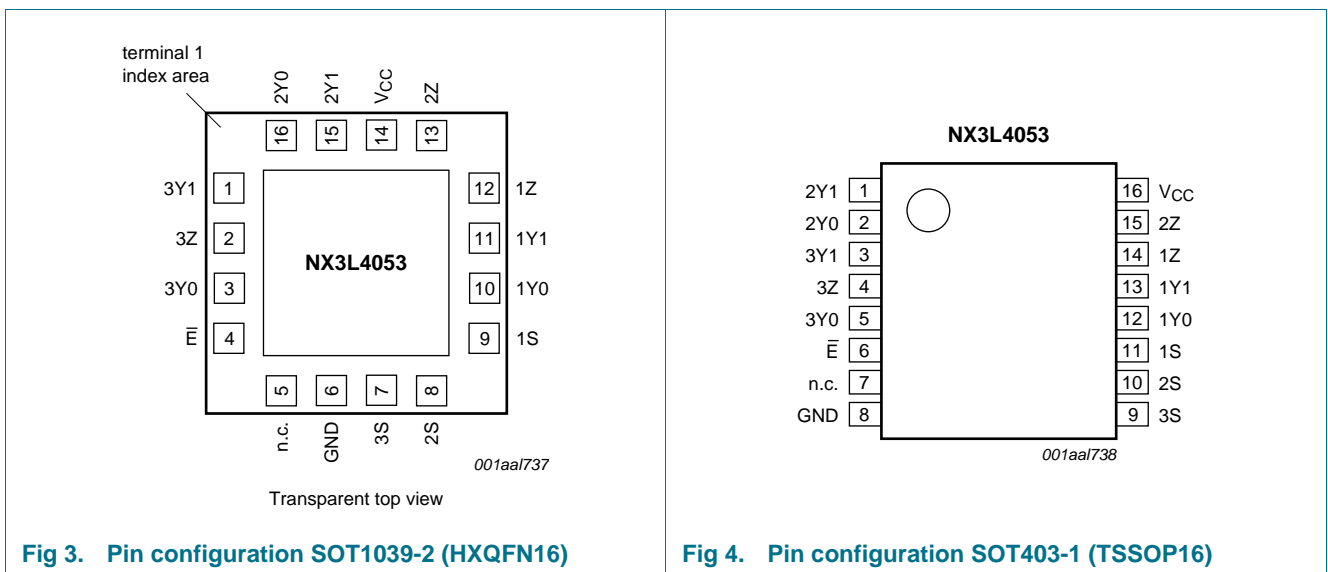 terminal 1
index area
2Y0
2Y1
VCC
2Z
16
15
14
13
3Y1 1
12 1Z
3Z 2
11 1Y1
NX3L4053
3Y0 3
10 1Y0
E̅ 4
9 1S
5
6
7
8
n.c.
GND
3S
2S
001aal737
Transparent top view
Fig 3. Pin configuration SOT1039-2 (HXQFN16)
NX3L4053
2Y1 1
16 VCC
2Y0 2
15 2Z
3Y1 3
14 1Z
3Z 4
13 1Y1
3Y0 5
12 1Y0
E̅ 6
11 1S
n.c. 7
10 2S
GND 8
9 3S
001aal738
Fig 4. Pin configuration SOT403-1 (TSSOP16)